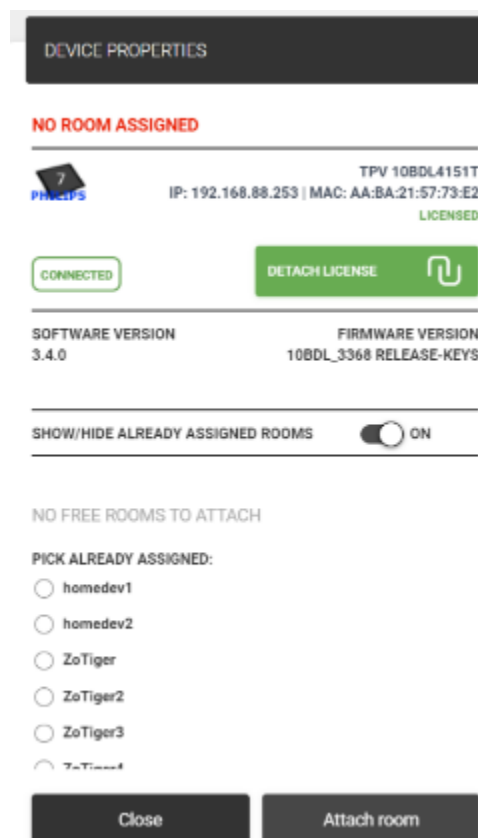 DEVICE PROPERTIES
NO ROOM ASSIGNED
7
PHILIPS
TPV 10BDL4151T
IP: 192.168.88.253 | MAC: AA:BA:21:57:73:E2
LICENSED
CONNECTED
DETACH LICENSE
SOFTWARE VERSION
3.4.0
FIRMWARE VERSION
10BDL_3368 RELEASE-KEYS
SHOW/HIDE ALREADY ASSIGNED ROOMS
ON
NO FREE ROOMS TO ATTACH
PICK ALREADY ASSIGNED:
homedev1
homedev2
ZoTiger
ZoTiger2
ZoTiger3
Close
Attach room